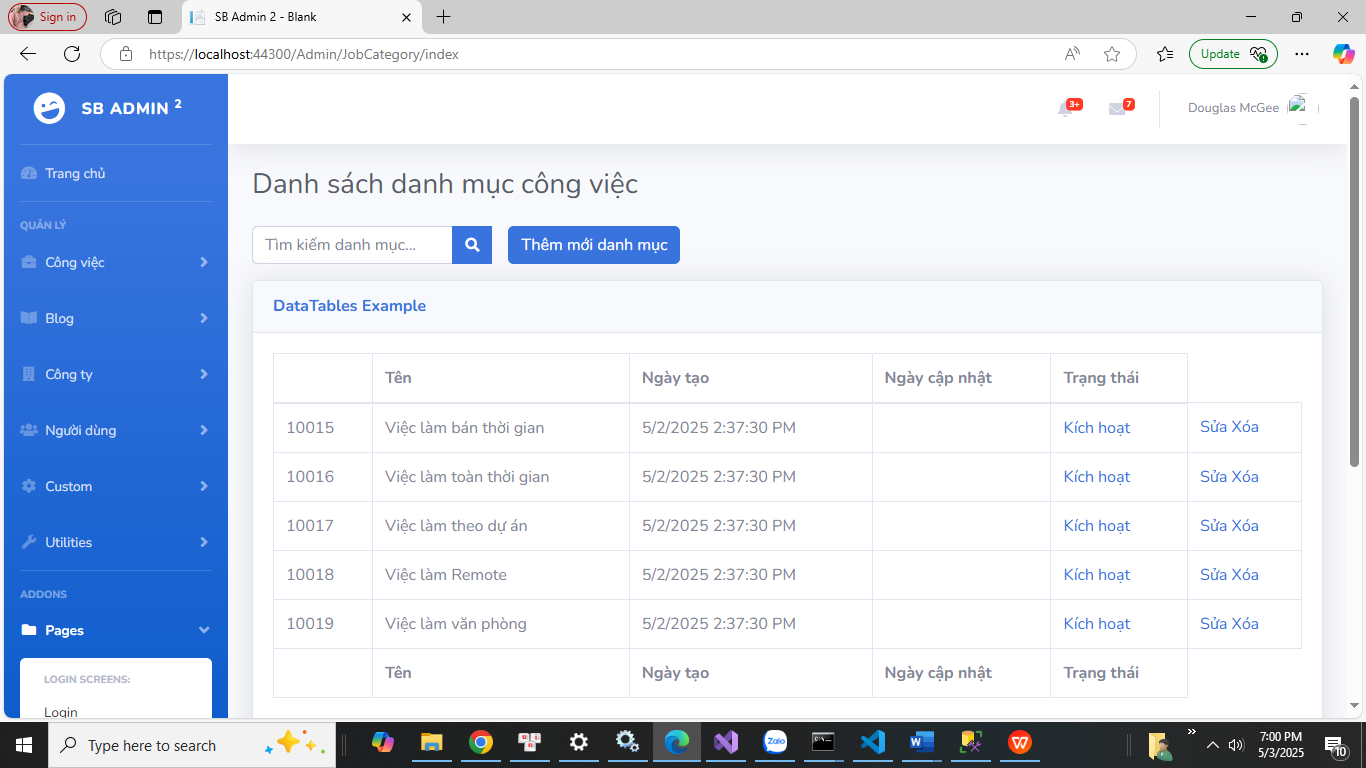 Sign in
SB Admin 2 - Blank
https://localhost:44300/Admin/JobCategory/index
Update
SB ADMIN 2
3+
7
Douglas McGee
Trang chủ
QUẢN LÝ
Công việc
Blog
Công ty
Người dùng
Custom
Utilities
ADDONS
Pages
LOGIN SCREENS:
Login
Danh sách danh mục công việc
Tìm kiếm danh mục...
Thêm mới danh mục
DataTables Example
Tên Ngày tạo Ngày cập nhật Trạng thái
10015 Việc làm bán thời gian 5/2/2025 2:37:30 PM Kích hoạt Sửa Xóa
10016 Việc làm toàn thời gian 5/2/2025 2:37:30 PM Kích hoạt Sửa Xóa
10017 Việc làm theo dự án 5/2/2025 2:37:30 PM Kích hoạt Sửa Xóa
10018 Việc làm Remote 5/2/2025 2:37:30 PM Kích hoạt Sửa Xóa
10019 Việc làm văn phòng 5/2/2025 2:37:30 PM Kích hoạt Sửa Xóa
Tên Ngày tạo Ngày cập nhật Trạng thái
Type here to search
Zalo
7:00 PM
5/3/2025
10